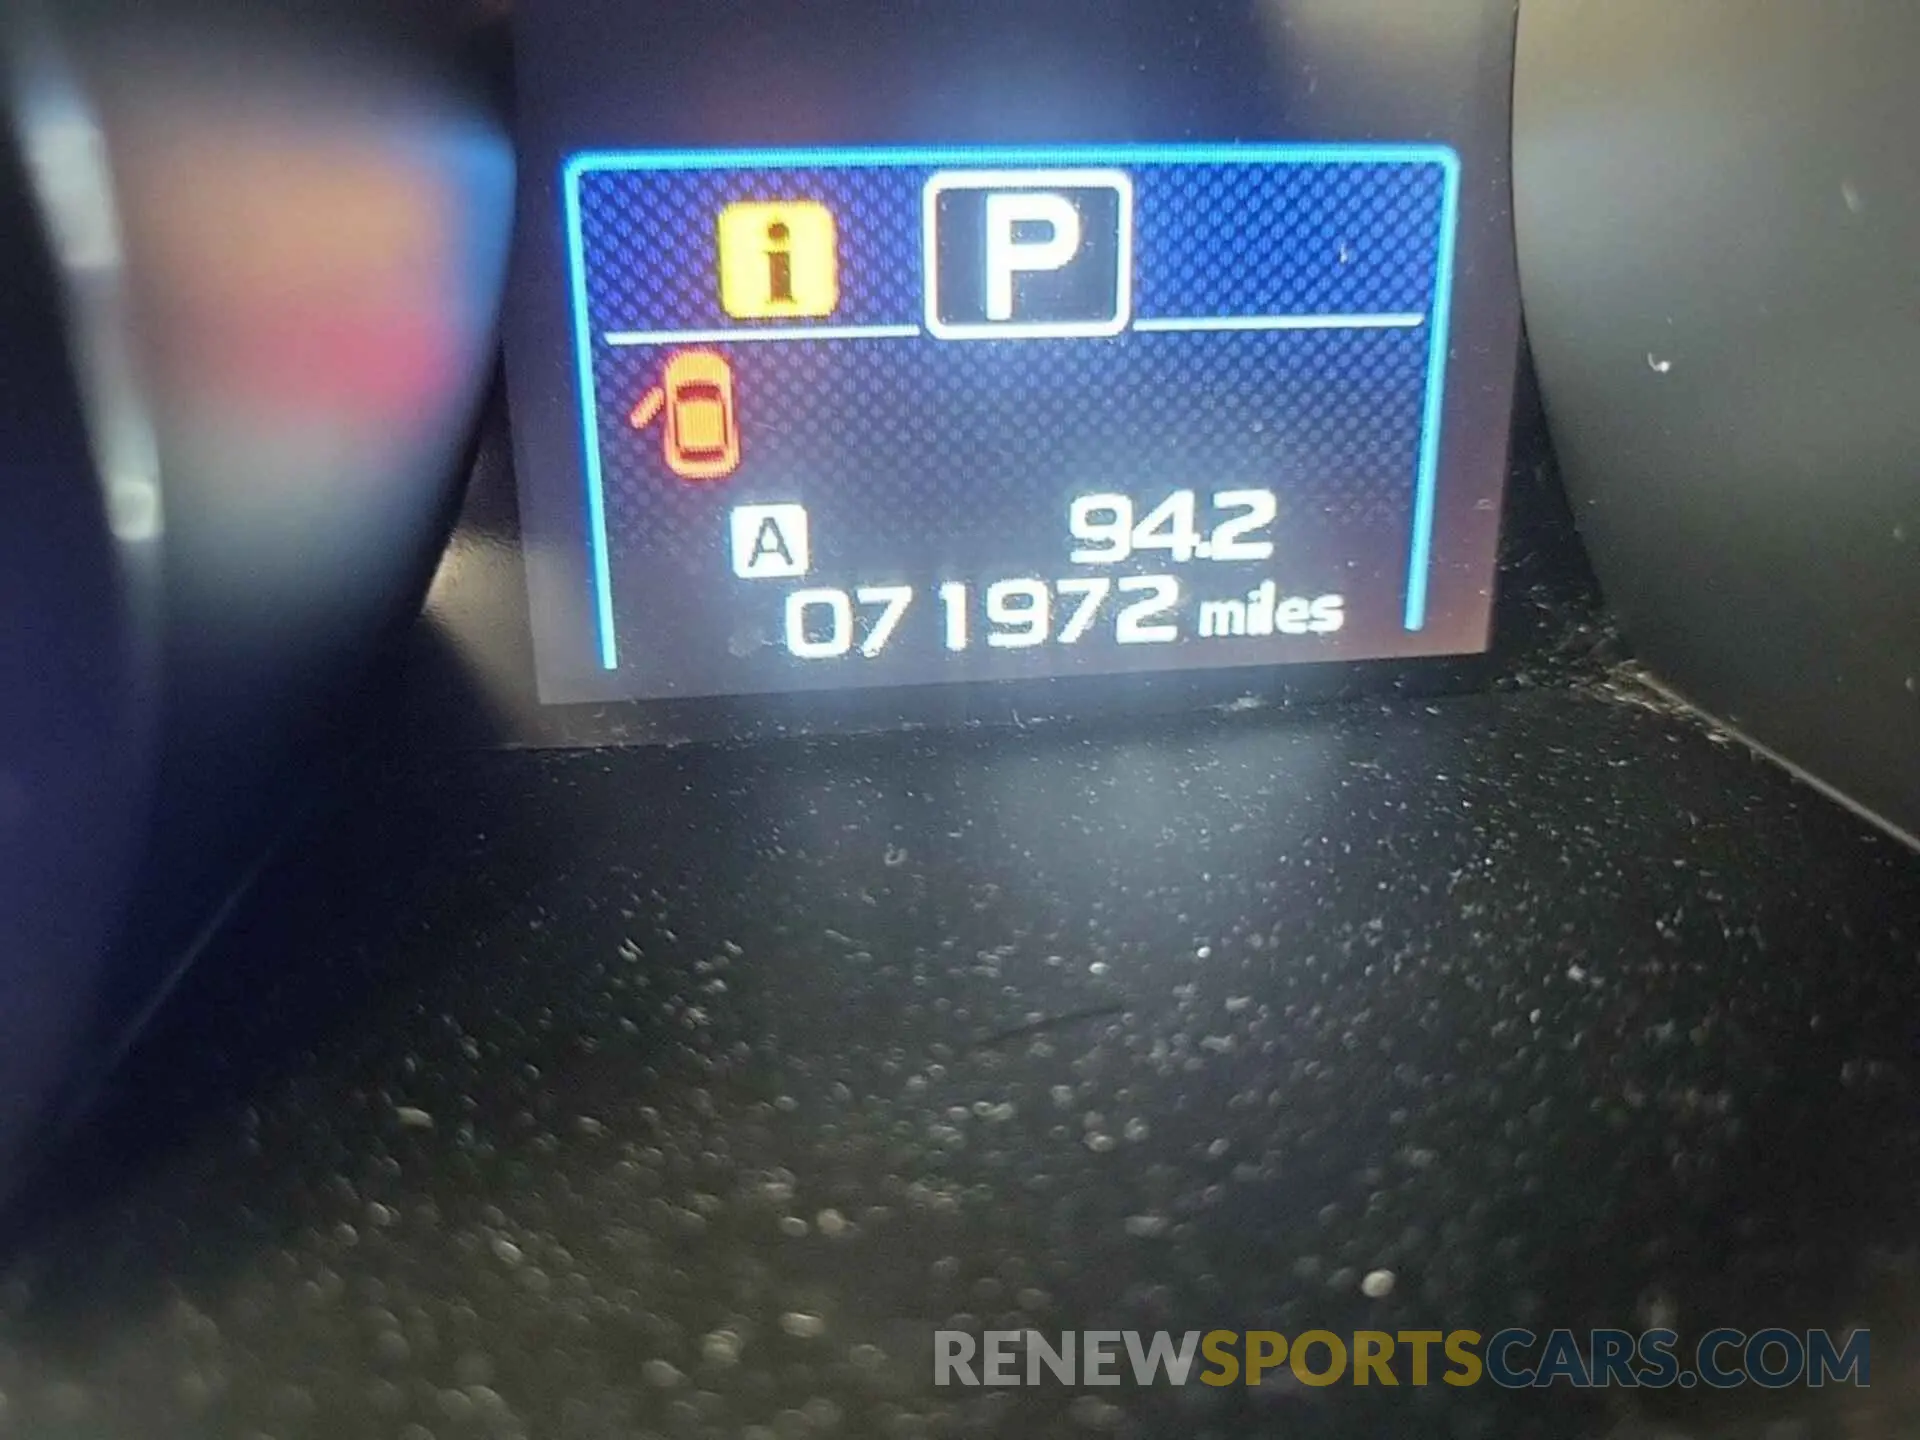 i P
A 94.2
071972 miles
RENEWSPORTSCARS.COM